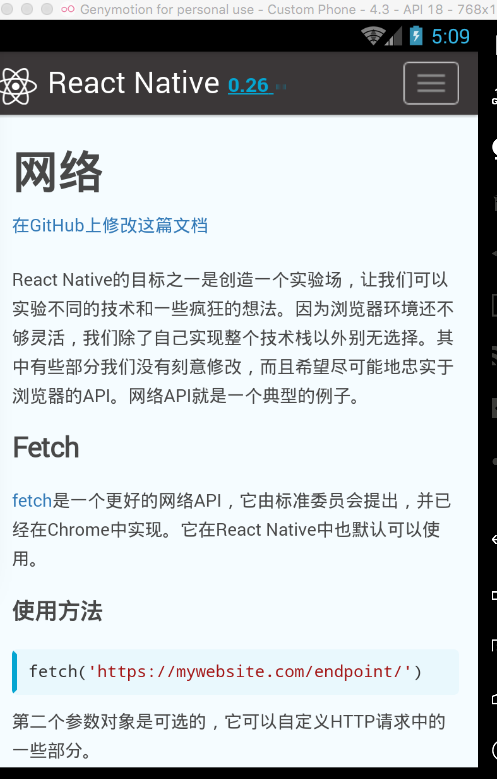 Genymotion for personal use - Custom Phone - 4.3 - API 18 - 768x1
5:09
React Native 0.26
网络
在GitHub上修改这篇文档
React Native的目标之一是创造一个实验场，让我们可以
实验不同的技术和一些疯狂的想法。因为浏览器环境还不
够灵活，我们除了自己实现整个技术栈以外别无选择。其
中有些部分我们没有刻意修改，而且希望尽可能地忠实于
浏览器的API。网络API就是一个典型的例子。
Fetch
fetch是一个更好的网络API，它由标准委员会提出，并已
经在Chrome中实现。它在React Native中也默认可以使
用。
使用方法
fetch('https://mywebsite.com/endpoint/')
第二个参数对象是可选的，它可以自定义HTTP请求中的
一些部分。